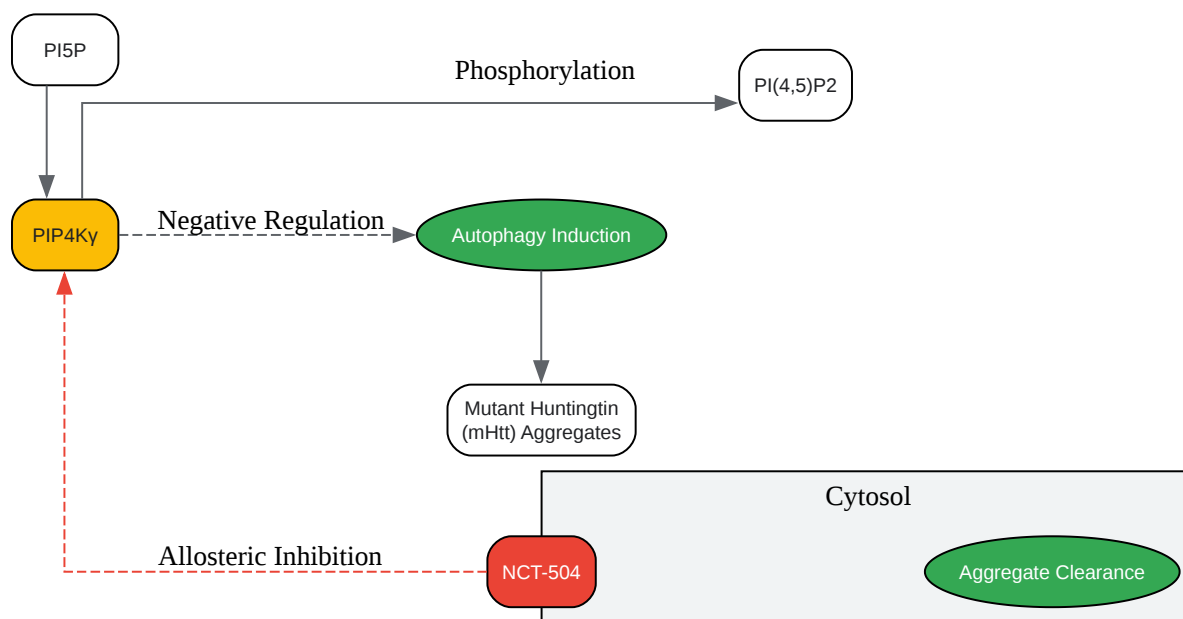 PI5P
Phosphorylation
PI(4,5)P2
PIP4Kγ
Negative Regulation
Autophagy Induction
Mutant Huntingtin
(mHtt) Aggregates
Cytosol
Allosteric Inhibition
NCT-504
Aggregate Clearance